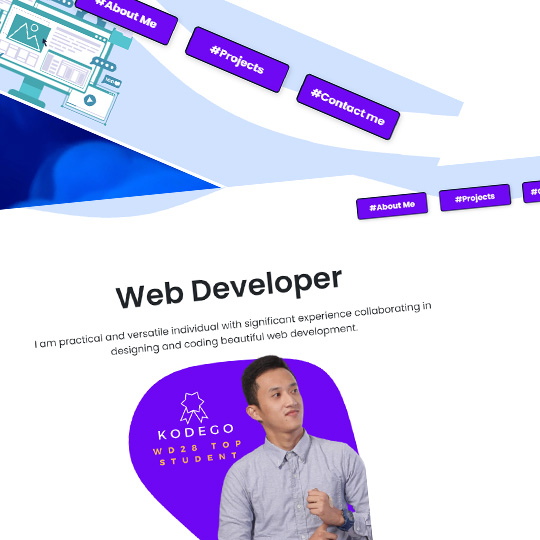 #About Me
#Projects
#Contact me
#About Me
#Projects
Web Developer
I am practical and versatile individual with significant experience collaborating in
designing and coding beautiful web development.
KODEGO
WD28 TOP
STUDENT